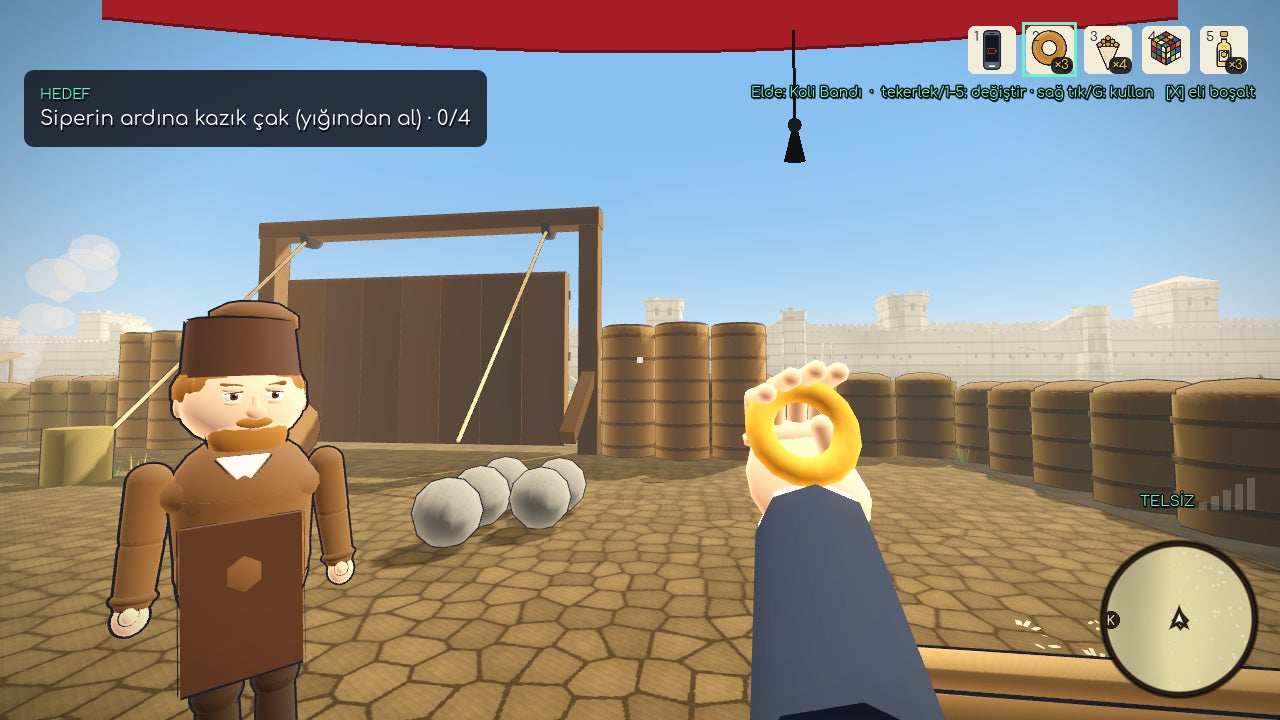 1 2 3 4 5
×3 ×4 ×3
HEDEF
Siperin ardına kazık çak (yığından al) · 0/4
Elde: Koli Bandı · tekerlek/1-5: değiştir · sağ tık/G: kullan [X] eli boşalt
TELSİZ
K